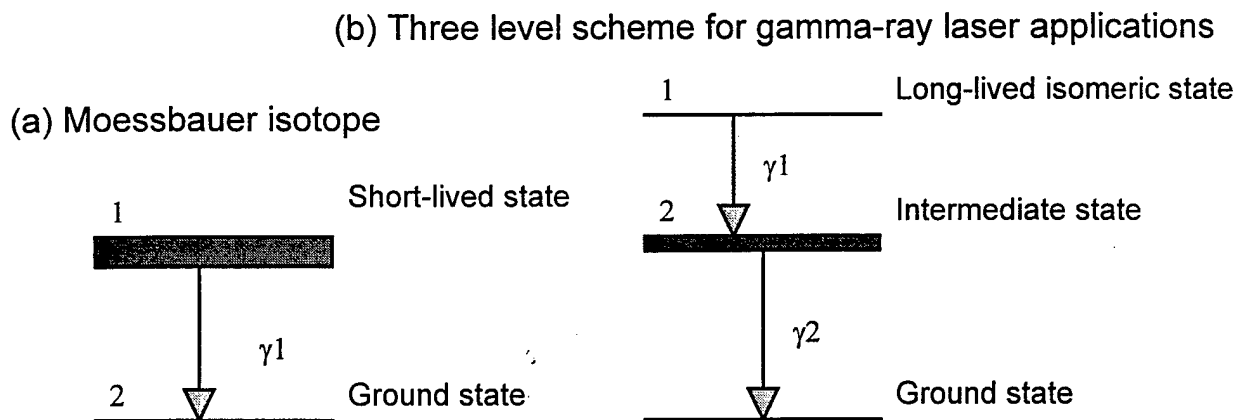 (b) Three level scheme for gamma-ray laser applications
1
Long-lived isomeric state
(a) Moessbauer isotope
γ1
Short-lived state
1
2
Intermediate state
γ1
γ2
2
Ground state
Ground state